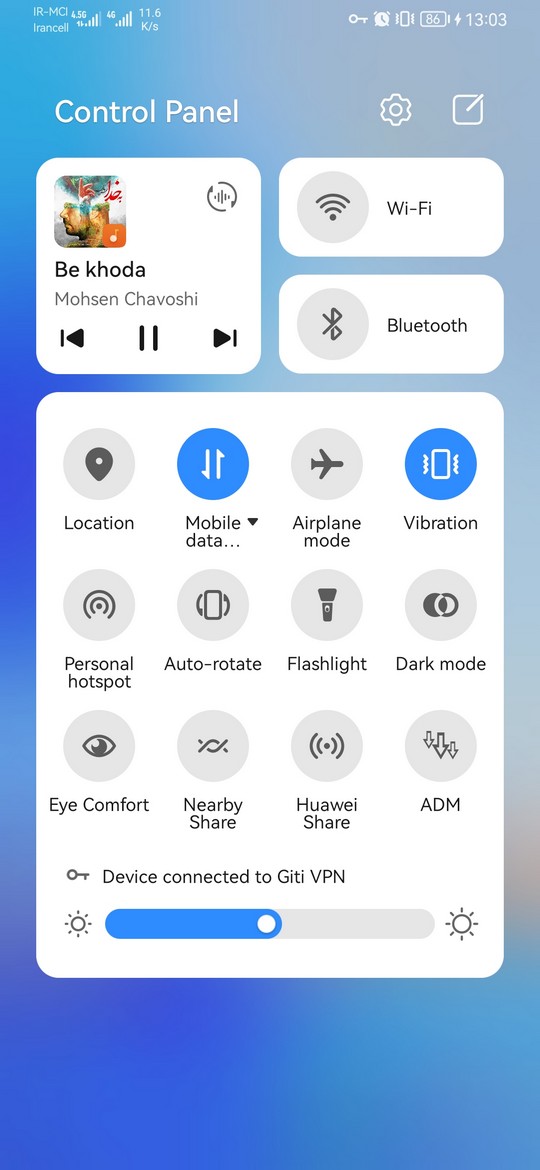 IR-MCI 4.5G 4G 11.6
Irancell K/s
86 13:03
Control Panel
خدا
Be khoda
Mohsen Chavoshi
Wi-Fi
Bluetooth
Location
Mobile
data...
Airplane
mode
Vibration
Personal
hotspot
Auto-rotate
Flashlight
Dark mode
Eye Comfort
Nearby
Share
Huawei
Share
ADM
Device connected to Giti VPN